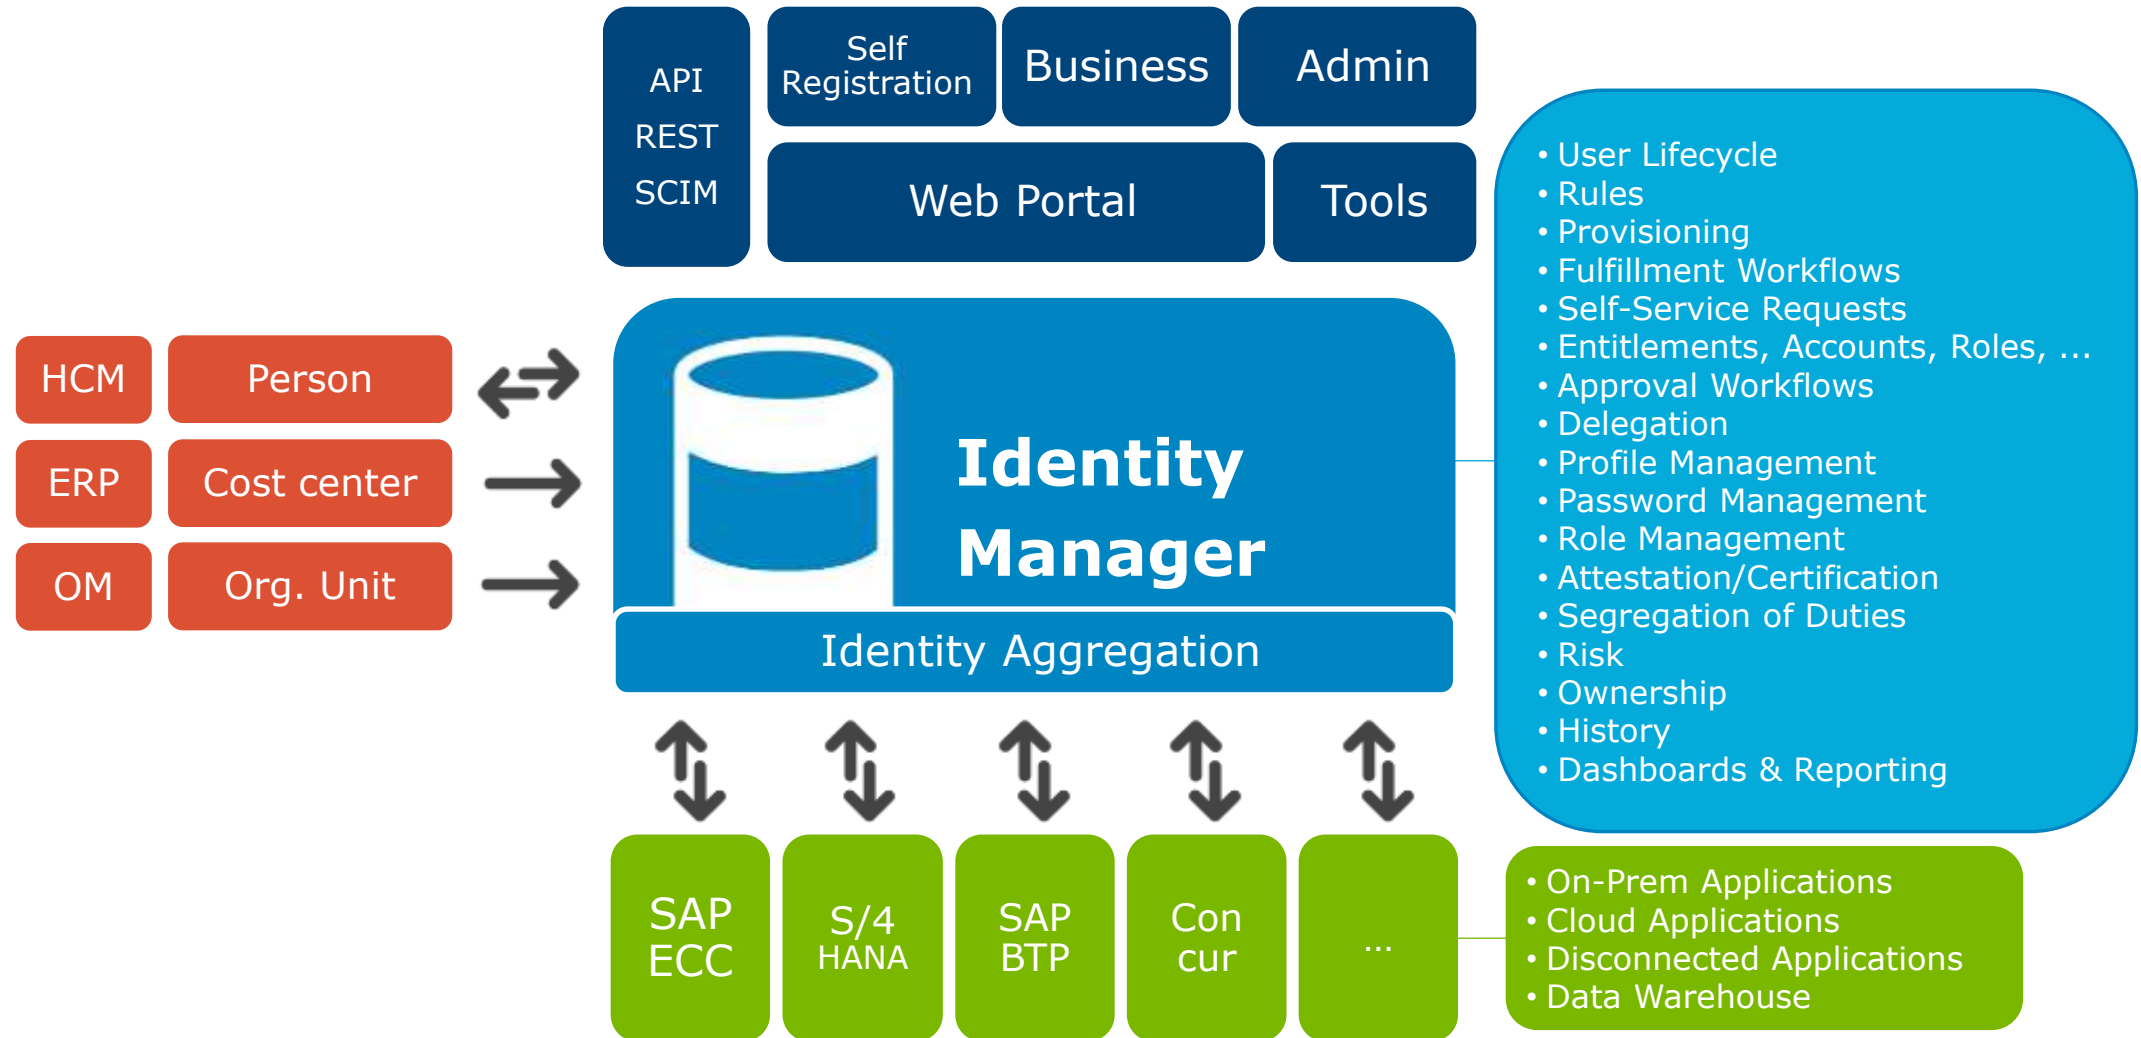 API
REST
SCIM
Self
Registration
Business
Admin
Web Portal
Tools
HCM
Person
ERP
Cost center
OM
Org. Unit
Identity
Manager
Identity Aggregation
• User Lifecycle
• Rules
• Provisioning
• Fulfillment Workflows
• Self-Service Requests
• Entitlements, Accounts, Roles, ...
• Approval Workflows
• Delegation
• Profile Management
• Password Management
• Role Management
• Attestation/Certification
• Segregation of Duties
• Risk
• Ownership
• History
• Dashboards & Reporting
SAP
ECC
S/4
HANA
SAP
BTP
Con
cur
...
• On-Prem Applications
• Cloud Applications
• Disconnected Applications
• Data Warehouse